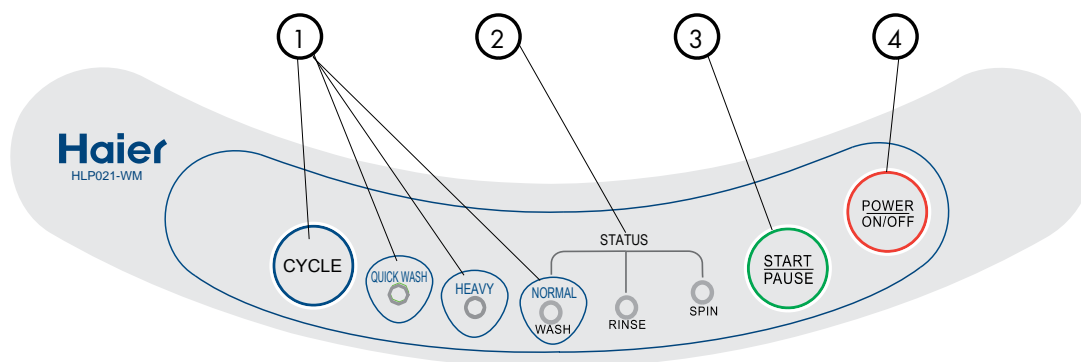 1
2
3
4
Haier
HLP021-WM
CYCLE
QUICK WASH
HEAVY
NORMAL
WASH
STATUS
RINSE
SPIN
START
PAUSE
POWER
ON/OFF